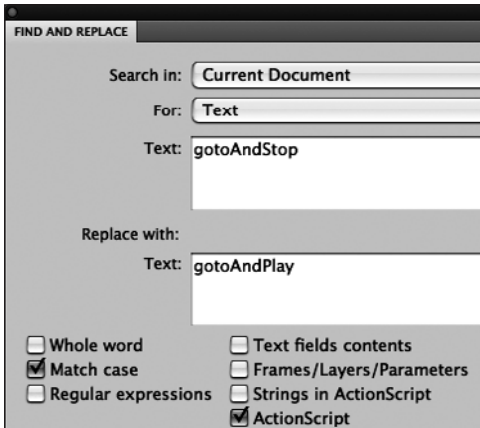 FIND AND REPLACE
Search in: Current Document
For: Text
Text: gotoAndStop
Replace with:
Text: gotoAndPlay
Whole word Text fields contents
Match case Frames/Layers/Parameters
Regular expressions Strings in ActionScript
ActionScript